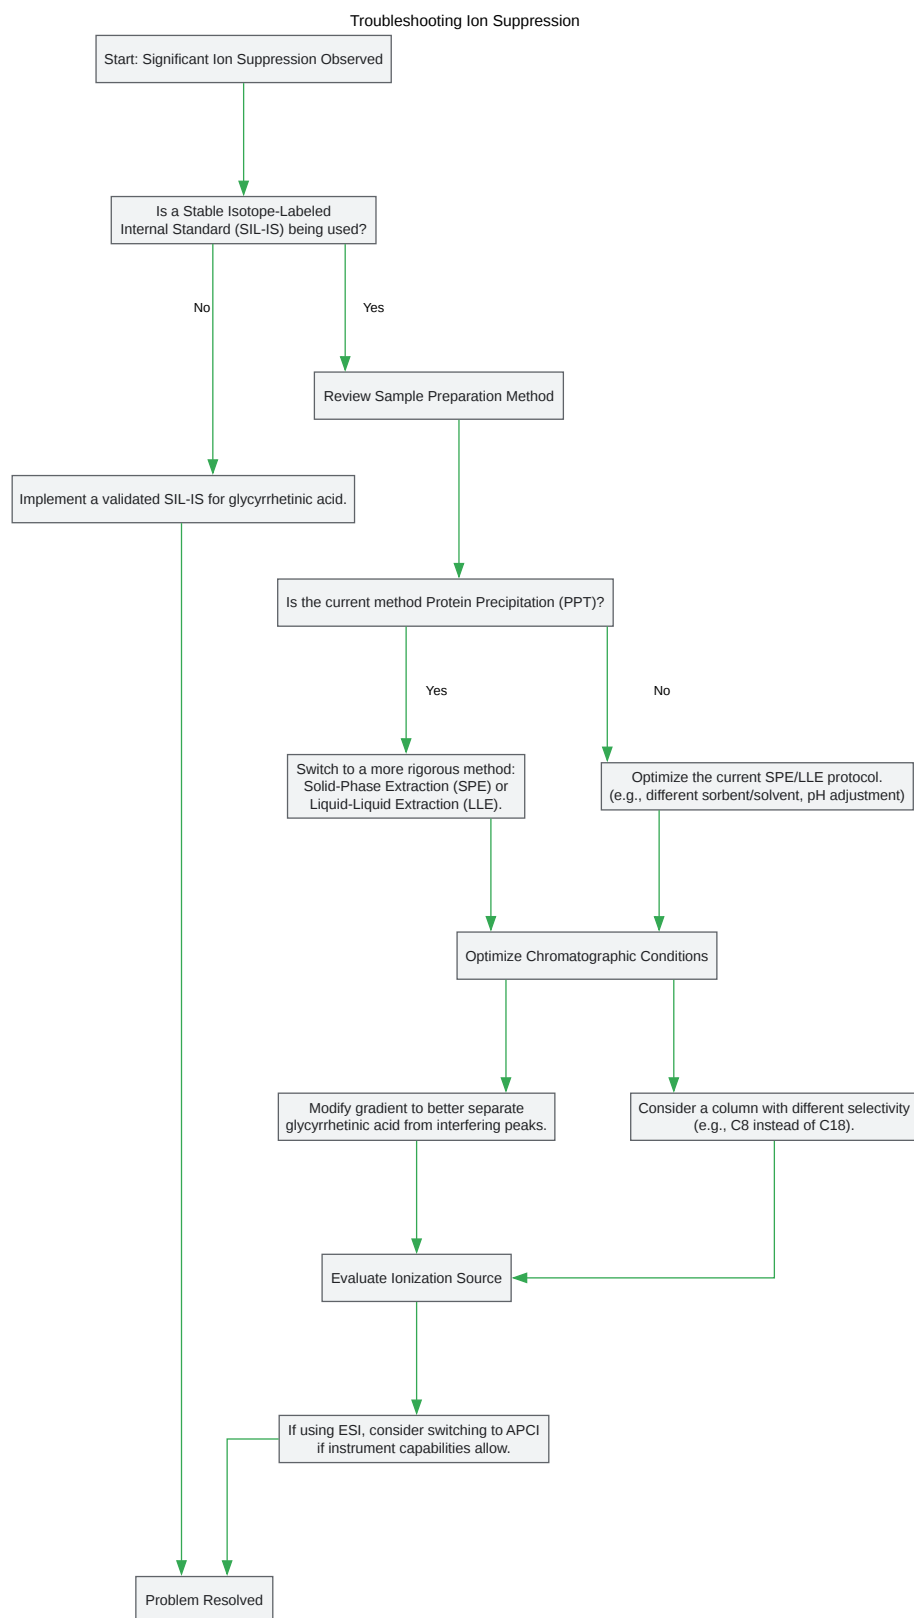 Troubleshooting Ion Suppression
Start: Significant Ion Suppression Observed
Is a Stable Isotope-Labeled
Internal Standard (SIL-IS) being used?
No
Yes
Review Sample Preparation Method
Implement a validated SIL-IS for glycyrrhetinic acid.
Is the current method Protein Precipitation (PPT)?
Yes
No
Switch to a more rigorous method:
Solid-Phase Extraction (SPE) or
Liquid-Liquid Extraction (LLE).
Optimize the current SPE/LLE protocol.
(e.g., different sorbent/solvent, pH adjustment)
Optimize Chromatographic Conditions
Modify gradient to better separate
glycyrrhetinic acid from interfering peaks.
Consider a column with different selectivity
(e.g., C8 instead of C18).
Evaluate Ionization Source
If using ESI, consider switching to APCI
if instrument capabilities allow.
Problem Resolved